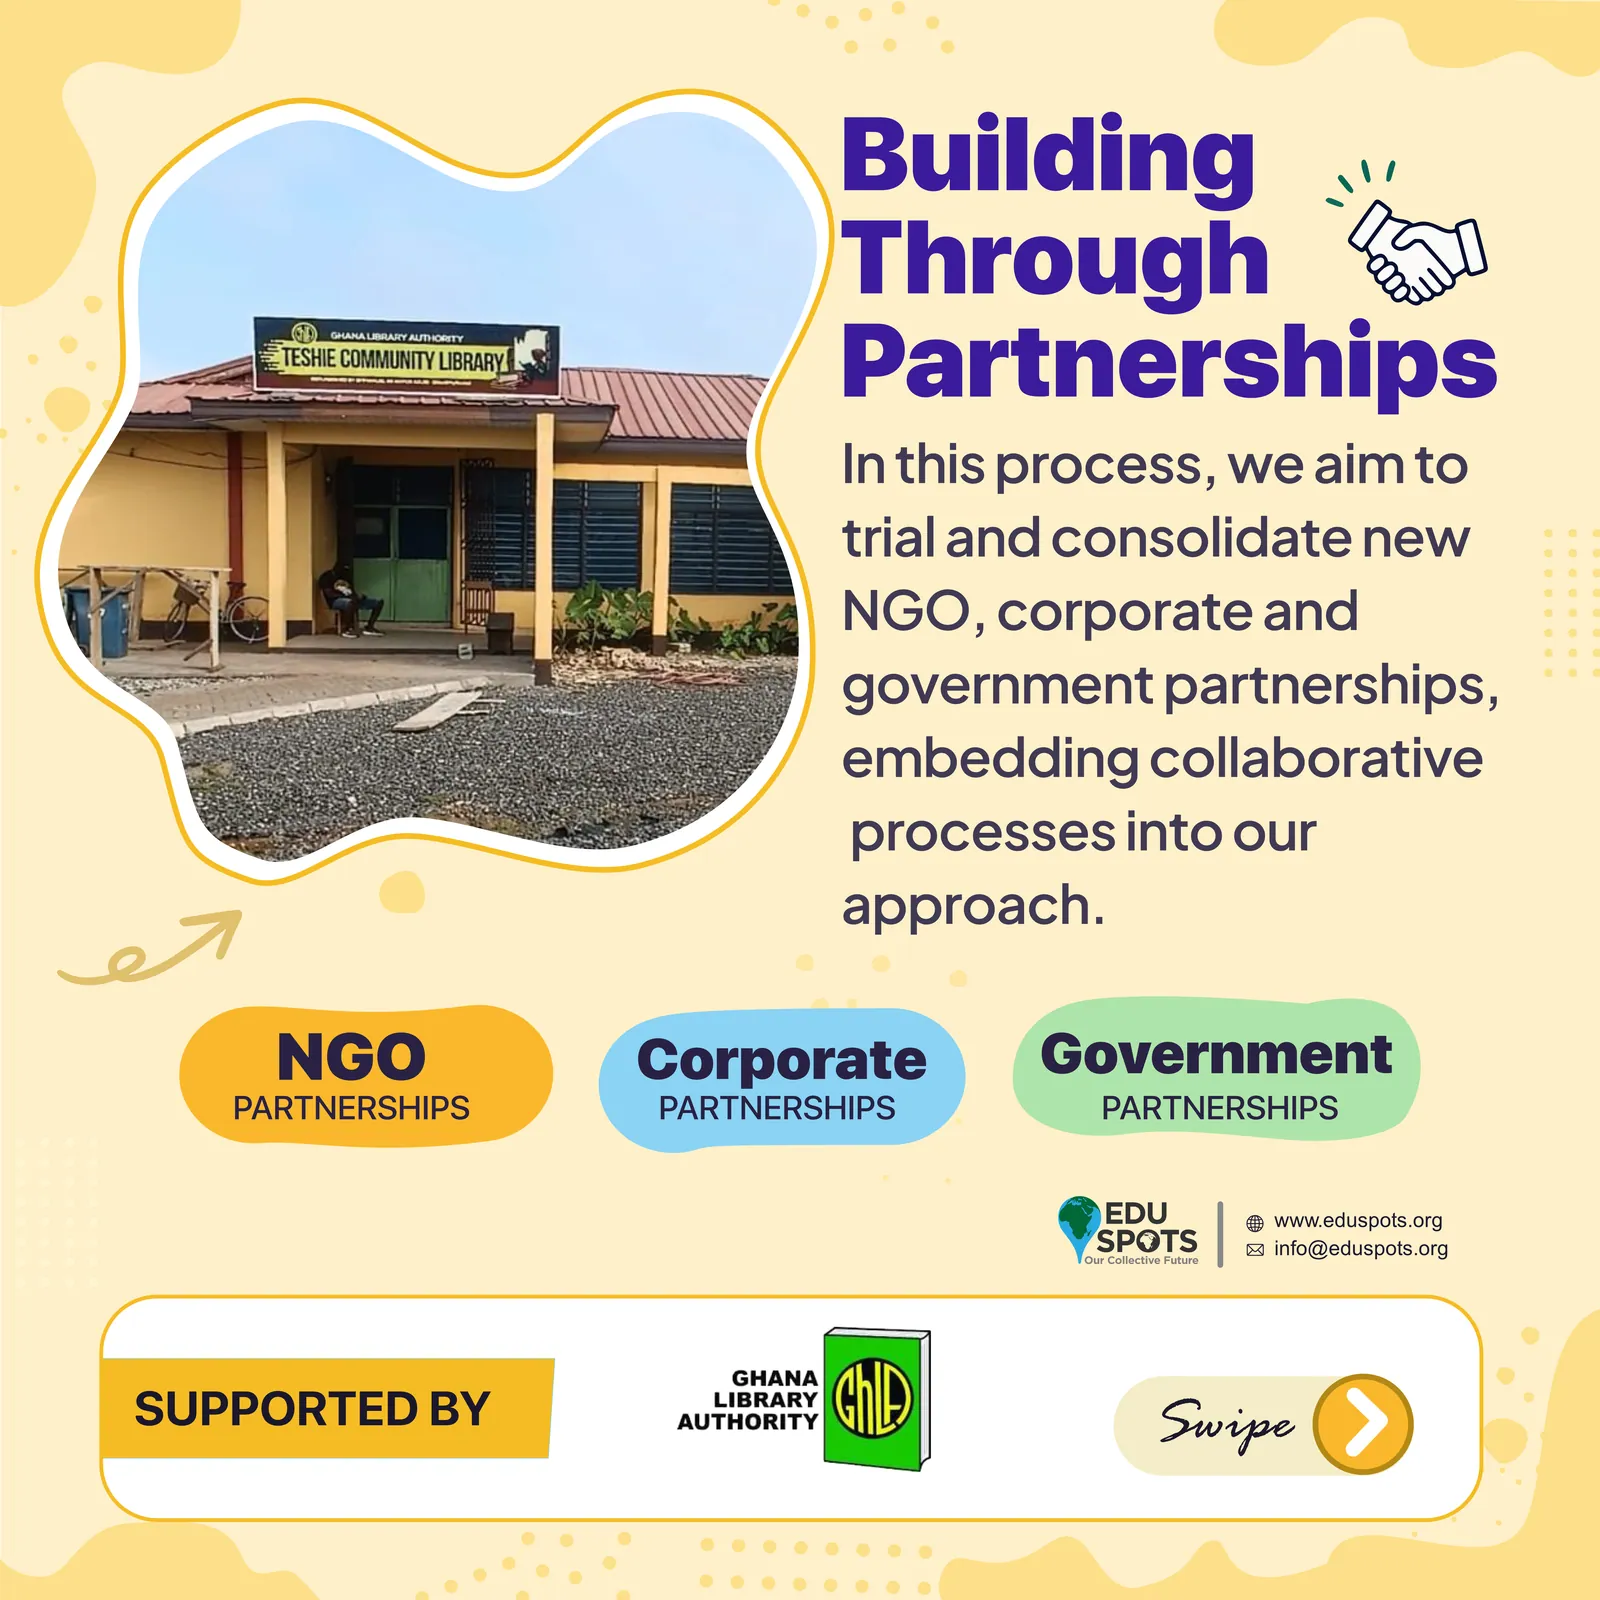 Building
Through
Partnerships
In this process, we aim to
trial and consolidate new
NGO, corporate and
government partnerships,
embedding collaborative
processes into our
approach.
GHANA LIBRARY AUTHORITY
TESHIE COMMUNITY LIBRARY
NGO
PARTNERSHIPS
Corporate
PARTNERSHIPS
Government
PARTNERSHIPS
EDU
SPOTS
Our Collective Future
www.eduspots.org
info@eduspots.org
SUPPORTED BY
GHANA
LIBRARY
AUTHORITY
GhLA
Swipe